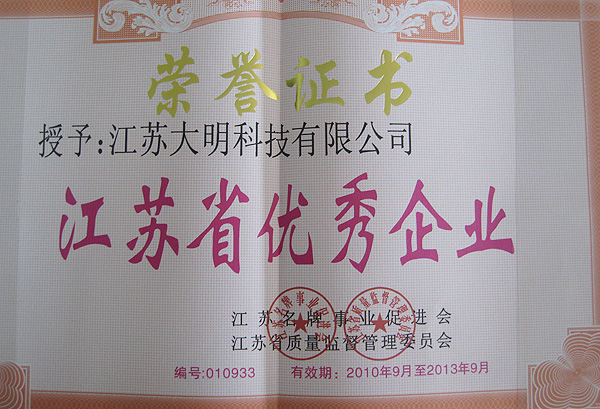 荣誉证书
授予:江苏大明科技有限公司
江苏省优秀企业
江苏名牌事业促进会
江苏省质量监督管理委员会
编号:010933 有效期: 2010年9月至2013年9月